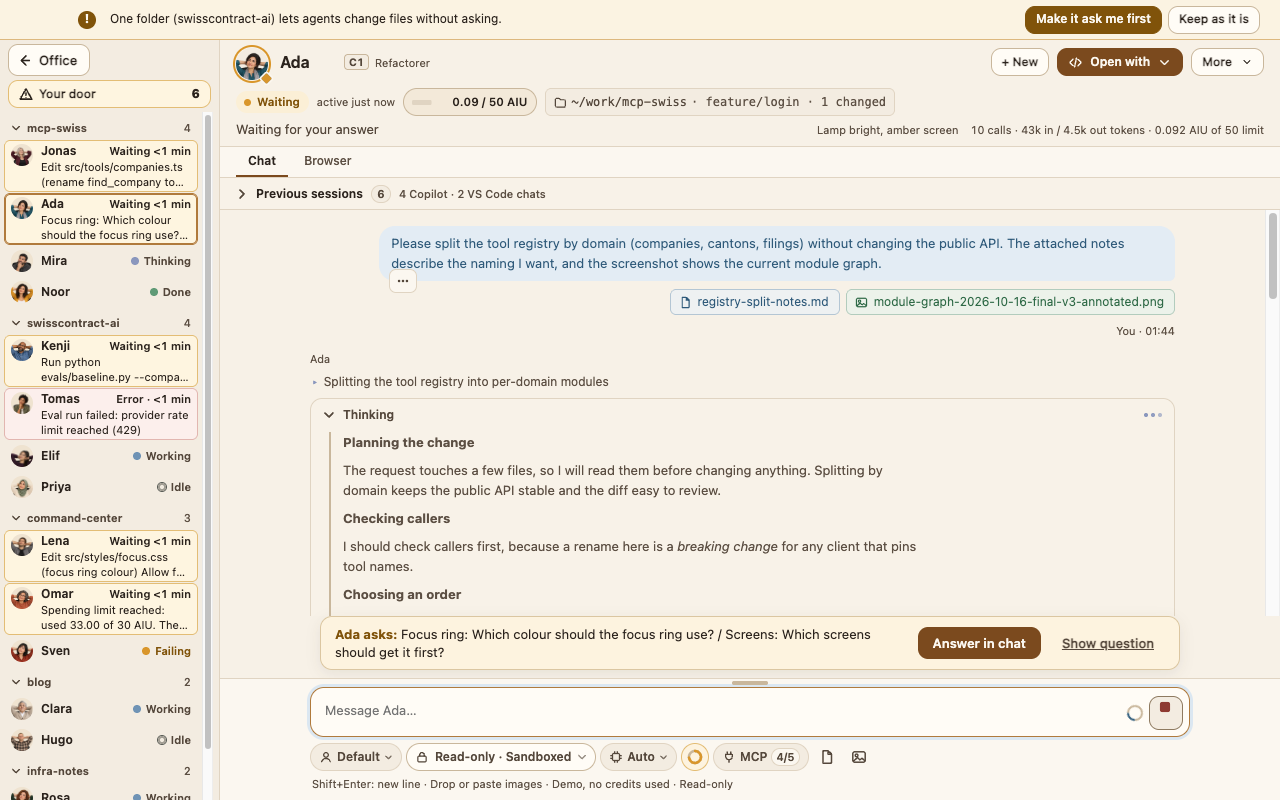 One folder (swisscontract-ai) lets agents change files without asking.
Make it ask me first
Keep as it is
Office
Your door 6
mcp-swiss 4
Jonas Waiting <1 min
Edit src/tools/companies.ts
(rename find_company to…
Ada Waiting <1 min
Focus ring: Which colour
should the focus ring use?…
Mira Thinking
Noor Done
swisscontract-ai 4
Kenji Waiting <1 min
Run python
evals/baseline.py --compa…
Tomas Error · <1 min
Eval run failed: provider rate
limit reached (429)
Elif Working
Priya Idle
command-center 3
Lena Waiting <1 min
Edit src/styles/focus.css
(focus ring colour) Allow f…
Omar Waiting <1 min
Spending limit reached:
used 33.00 of 30 AIU. The…
Sven Failing
blog 2
Clara Working
Hugo Idle
infra-notes 2
Rosa Working
Ada
C1 Refactorer
+ New
Open with
More
Waiting
active just now
0.09 / 50 AIU
~/work/mcp-swiss · feature/login · 1 changed
Waiting for your answer
Lamp bright, amber screen 10 calls · 43k in / 4.5k out tokens · 0.092 AIU of 50 limit
Chat Browser
Previous sessions 6 4 Copilot · 2 VS Code chats
Please split the tool registry by domain (companies, cantons, filings) without changing the public API. The attached notes
describe the naming I want, and the screenshot shows the current module graph.
registry-split-notes.md
module-graph-2026-10-16-final-v3-annotated.png
You · 01:44
Ada
Splitting the tool registry into per-domain modules
Thinking
Planning the change
The request touches a few files, so I will read them before changing anything. Splitting by
domain keeps the public API stable and the diff easy to review.
Checking callers
I should check callers first, because a rename here is a breaking change for any client that pins
tool names.
Choosing an order
Ada asks: Focus ring: Which colour should the focus ring use? / Screens: Which screens
should get it first?
Answer in chat
Show question
Message Ada…
Default
Read-only · Sandboxed
Auto
MCP 4/5
Shift+Enter: new line · Drop or paste images · Demo, no credits used · Read-only